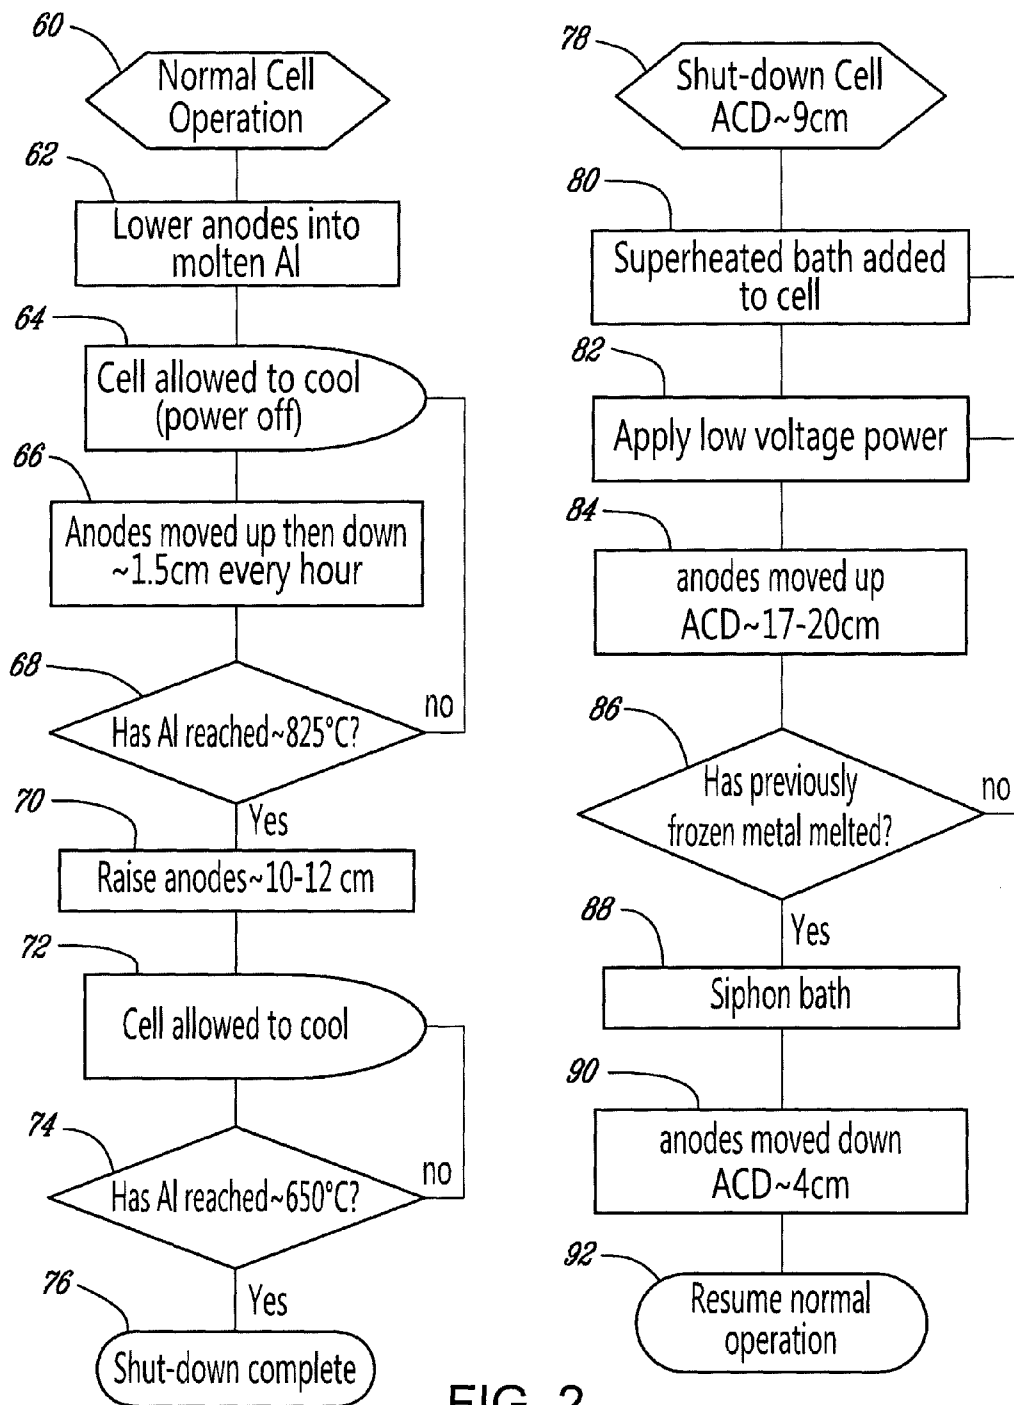 60
Normal Cell
Operation
62
Lower anodes into
molten Al
64
Cell allowed to cool
(power off)
66
Anodes moved up then down
~1.5cm every hour
68
Has Al reached~825°C?
no
Yes
70
Raise anodes~10-12 cm
72
Cell allowed to cool
74
Has Al reached~650°C?
no
Yes
76
Shut-down complete
78
Shut-down Cell
ACD~9cm
80
Superheated bath added
to cell
82
Apply low voltage power
84
anodes moved up
ACD~17-20cm
86
Has previously
frozen metal melted?
no
Yes
88
Siphon bath
90
anodes moved down
ACD~4cm
92
Resume normal
operation
FIG. 2